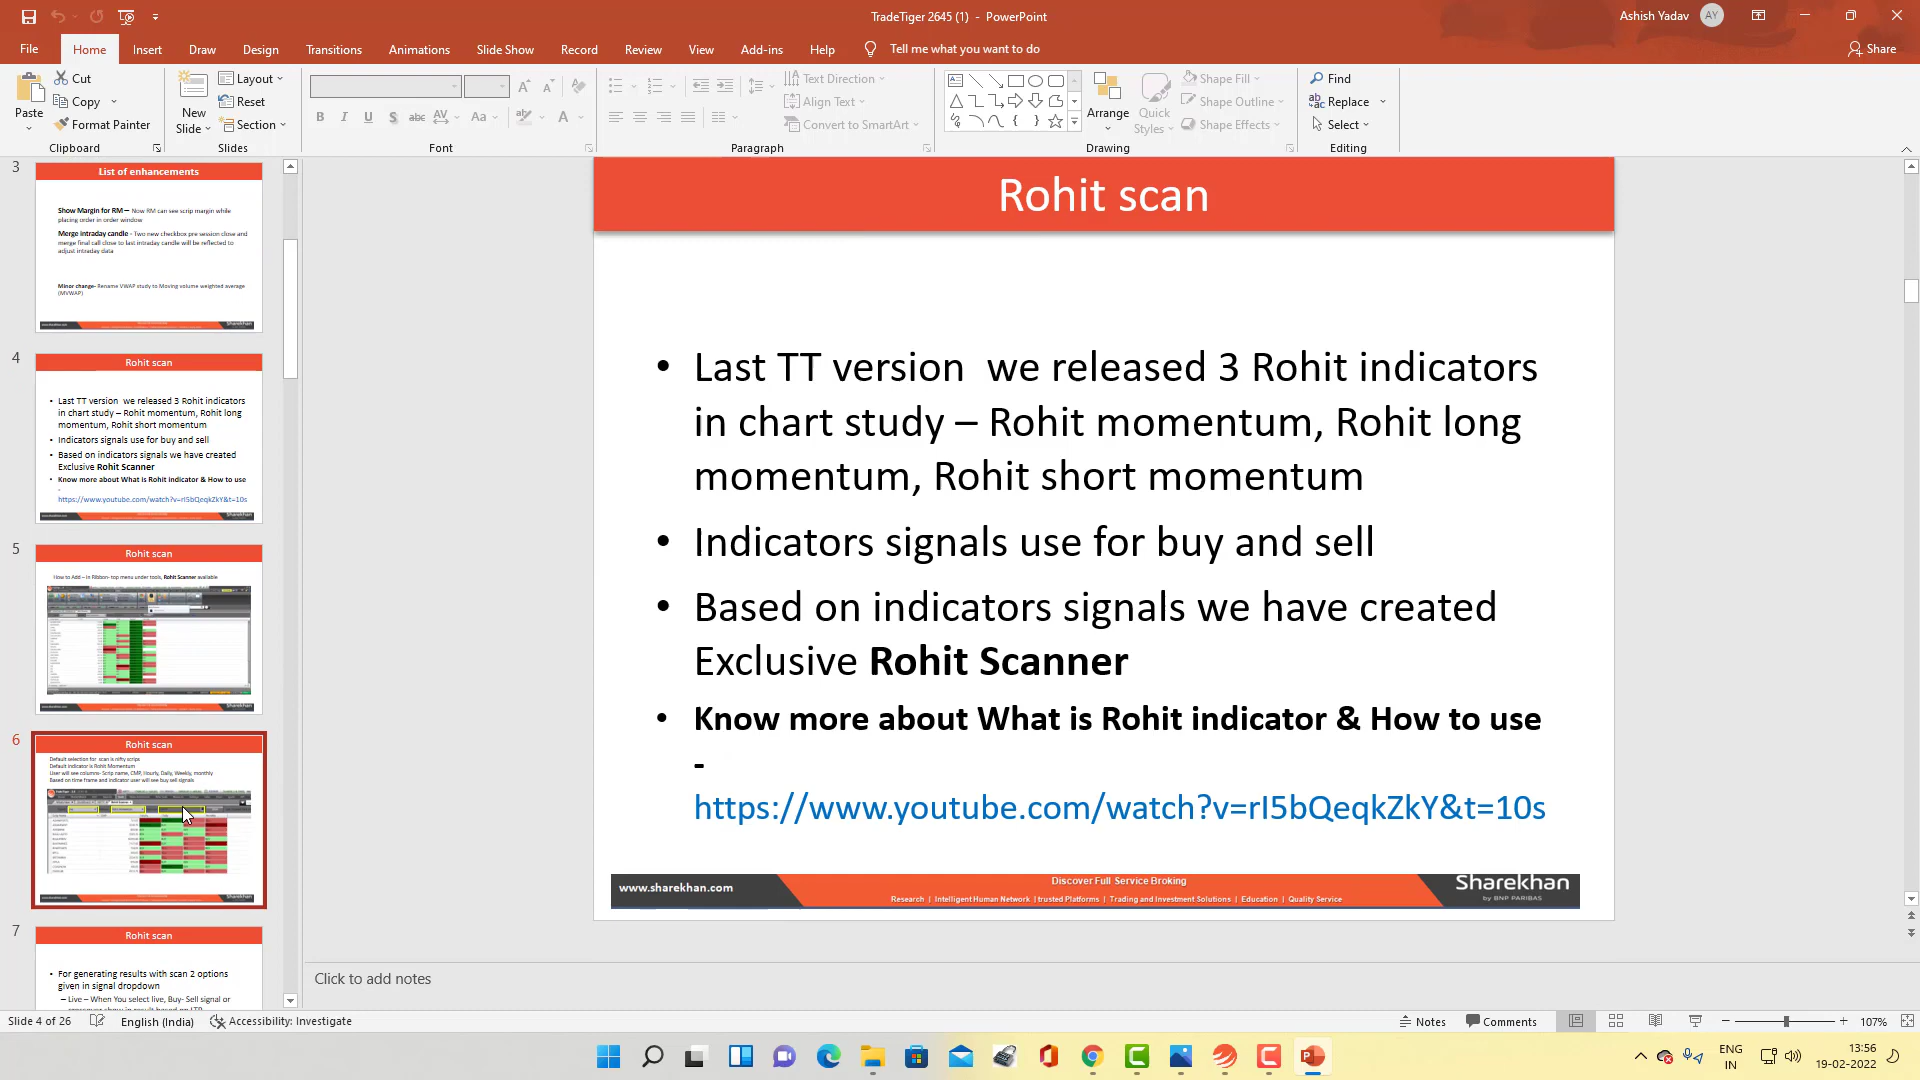 TradeTiger 2645 (1) - PowerPoint
Ashish Yadav AY
File Home Insert Draw Design Transitions Animations Slide Show Record Review View Add-ins Help Tell me what you want to do
Share
Paste Cut Copy Format Painter
Clipboard
New Slide Layout Reset Section
Slides
Font
Text Direction Align Text Convert to SmartArt
Paragraph
Arrange Quick Styles Shape Fill Shape Outline Shape Effects
Drawing
Find Replace Select
Editing
3
List of enhancements
Show Margin for RM – Now RM can see scrip margin while
placing order in order window
Merge intraday candle - Two new checkbox pre session close and
merge final call close to last intraday candle will be reflected to
adjust intraday data
Minor change- Rename VWAP study to Moving volume weighted average
(MVWAP)
4
Rohit scan
• Last TT version we released 3 Rohit indicators
in chart study – Rohit momentum, Rohit long
momentum, Rohit short momentum
• Indicators signals use for buy and sell
• Based on indicators signals we have created
Exclusive Rohit Scanner
• Know more about What is Rohit indicator & How to use
-
https://www.youtube.com/watch?v=rI5bQeqkZkY&t=10s
5
Rohit scan
How to Add – In Ribbon- top menu under tools, Rohit Scanner available
6
Rohit scan
Default selection for scan is nifty scrips
Default indicator is Rohit Momentum
User will see columns- Scrip name, CMP, Hourly, Daily, Weekly, monthly
Based on time frame and indicator user will see buy sell signals
7
Rohit scan
• For generating results with scan 2 options
given in signal dropdown
– Live – When You select live, Buy- Sell signal or
Rohit scan
• Last TT version we released 3 Rohit indicators
in chart study – Rohit momentum, Rohit long
momentum, Rohit short momentum
• Indicators signals use for buy and sell
• Based on indicators signals we have created
Exclusive Rohit Scanner
• Know more about What is Rohit indicator & How to use
-
https://www.youtube.com/watch?v=rI5bQeqkZkY&t=10s
www.sharekhan.com
Discover Full Service Broking
Research | Intelligent Human Network | trusted Platforms | Trading and Investment Solutions | Education | Quality Service
Sharekhan
by BNP PARIBAS
Click to add notes
Slide 4 of 26 English (India) Accessibility: Investigate
Notes Comments 107%
ENG
IN
13:56
19-02-2022